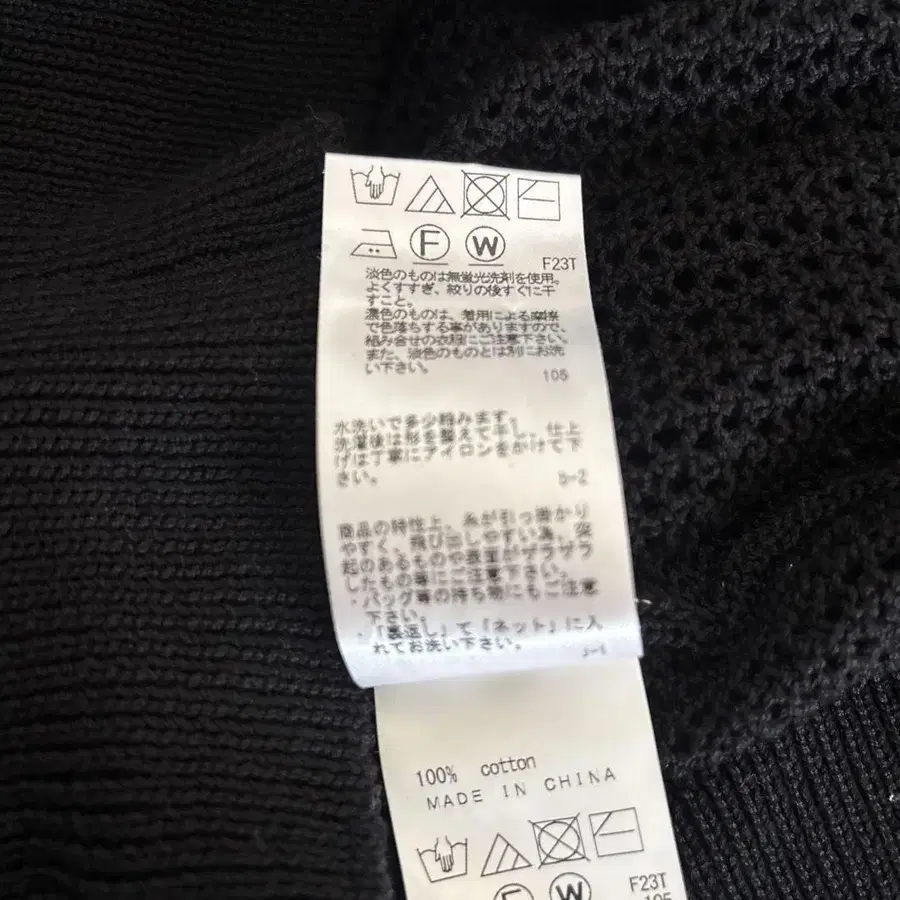 F
W
F23T
淡色のものは無蛍光洗剤を使用。
よくすすぎ、絞りの後すぐに干
すこと。
濃色のものは、着用による摩擦
で色落ちする事がありますので、
組み合せの衣服にご注意下さい。
また、淡色のものとは別にお洗
い下さい。
105
水洗いで多少縮みます。
洗濯後は形を整えて干し、仕上
げは丁寧にアイロンをかけて下
さい。
商品の特性上、糸が引っ掛かり
やすく、飛び出しやすい為、突
起のあるものや表面がザラザラ
したもの等にご注意下さい。
・バッグ等の持ち物にもご注意
下さい。
・「裏返し」て「ネット」に入
れてお洗い下さい。
100% cotton
MADE IN CHINA
F
W
F23T
105